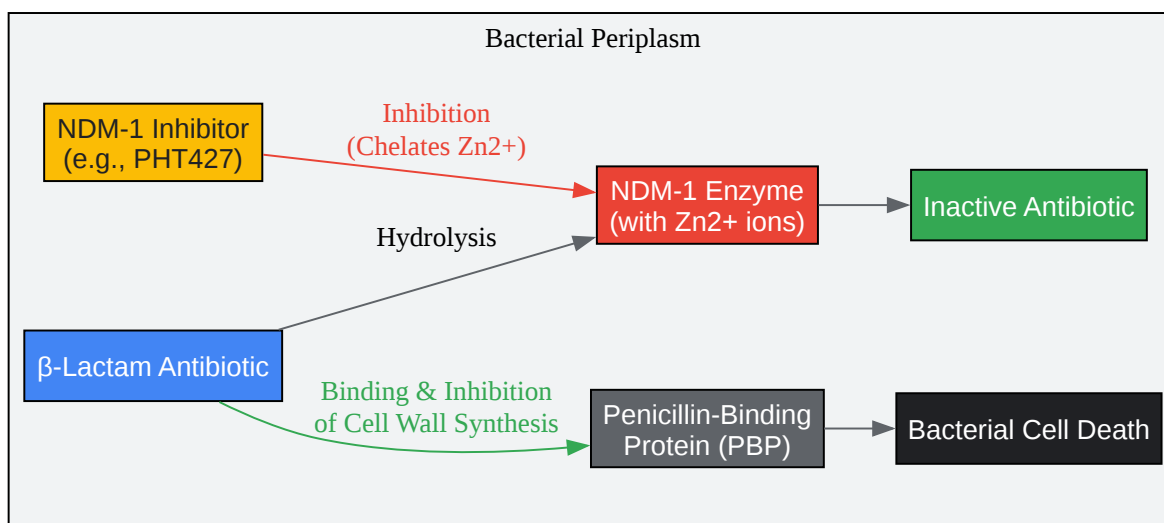 Bacterial Periplasm
NDM-1 Inhibitor
(e.g., PHT427)
Inhibition
(Chelates Zn2+)
NDM-1 Enzyme
(with Zn2+ ions)
Inactive Antibiotic
Hydrolysis
β-Lactam Antibiotic
Binding & Inhibition
of Cell Wall Synthesis
Penicillin-Binding
Protein (PBP)
Bacterial Cell Death